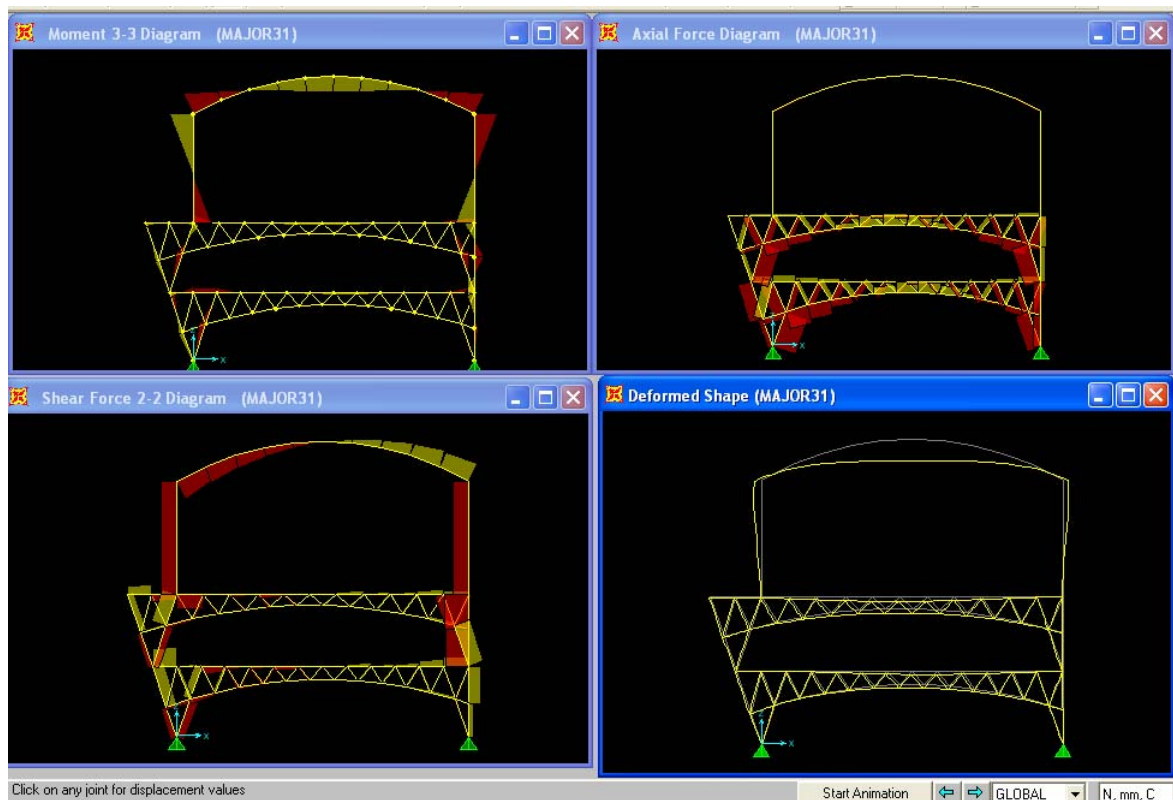 Moment 3-3 Diagram (MAJOR31)
Axial Force Diagram (MAJOR31)
Z
X
Z
X
Shear Force 2-2 Diagram (MAJOR31)
Deformed Shape (MAJOR31)
Z
X
Z
X
Click on any joint for displacement values
Start Animation
GLOBAL
N, mm, C